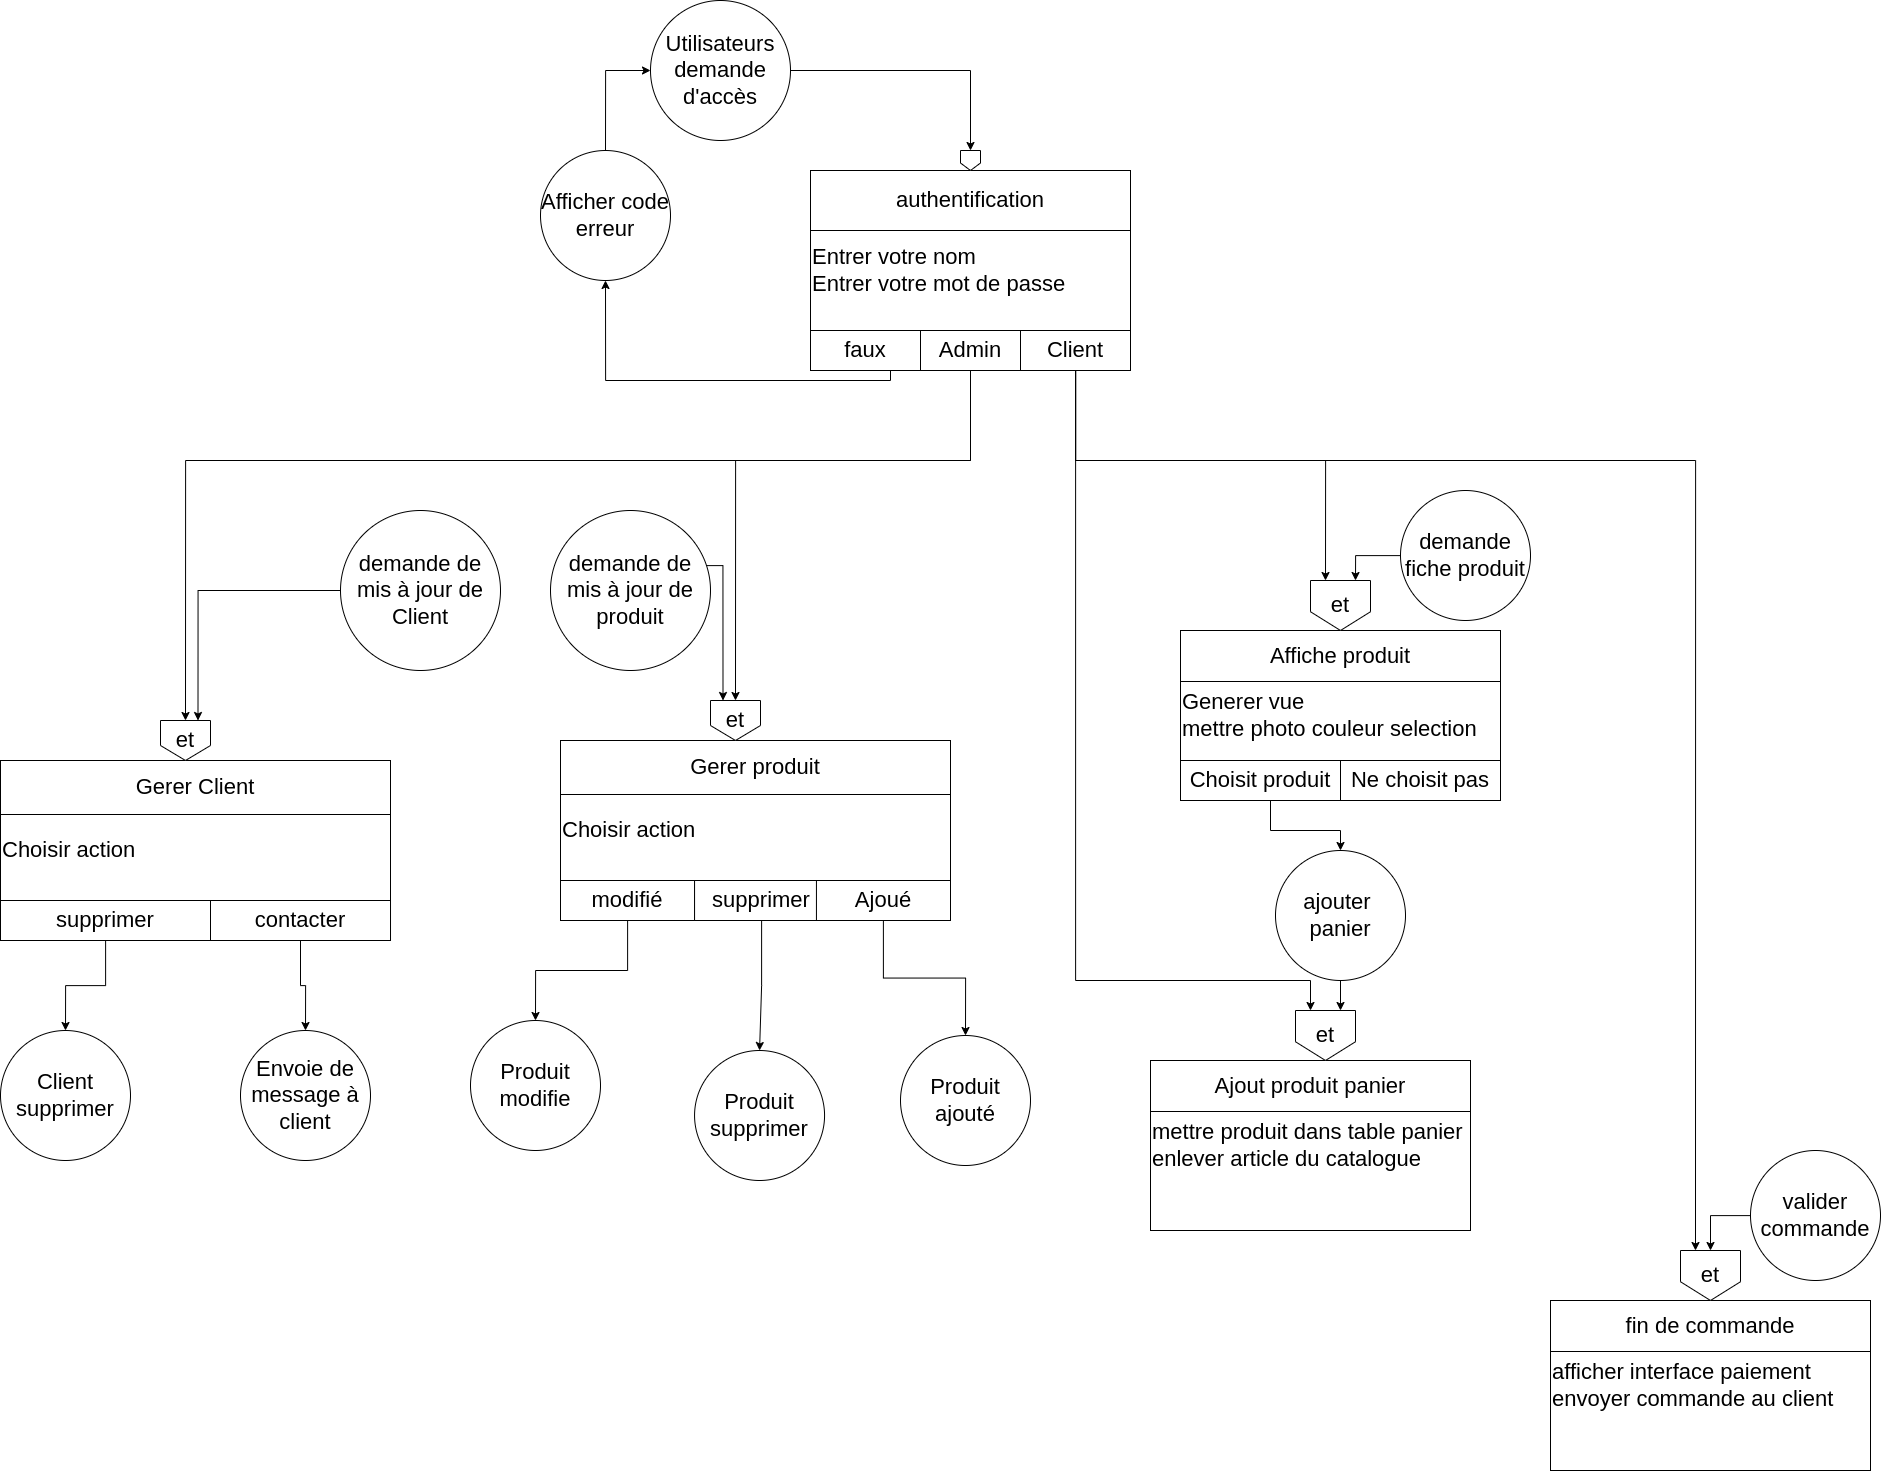 Utilisateurs
demande
d'accès
Afficher code
erreur
authentification
Entrer votre nom
Entrer votre mot de passe
faux
Admin
Client
demande de
mis à jour de
Client
demande de
mis à jour de
produit
demande
fiche produit
et
Affiche produit
Generer vue
mettre photo couleur selection
Choisit produit
Ne choisit pas
et
Gerer Client
Choisir action
supprimer
contacter
et
Gerer produit
Choisir action
modifié
supprimer
Ajoué
ajouter
panier
Client
supprimer
Envoie de
message à
client
Produit
modifie
Produit
supprimer
Produit
ajouté
et
Ajout produit panier
mettre produit dans table panier
enlever article du catalogue
valider
commande
et
fin de commande
afficher interface paiement
envoyer commande au client